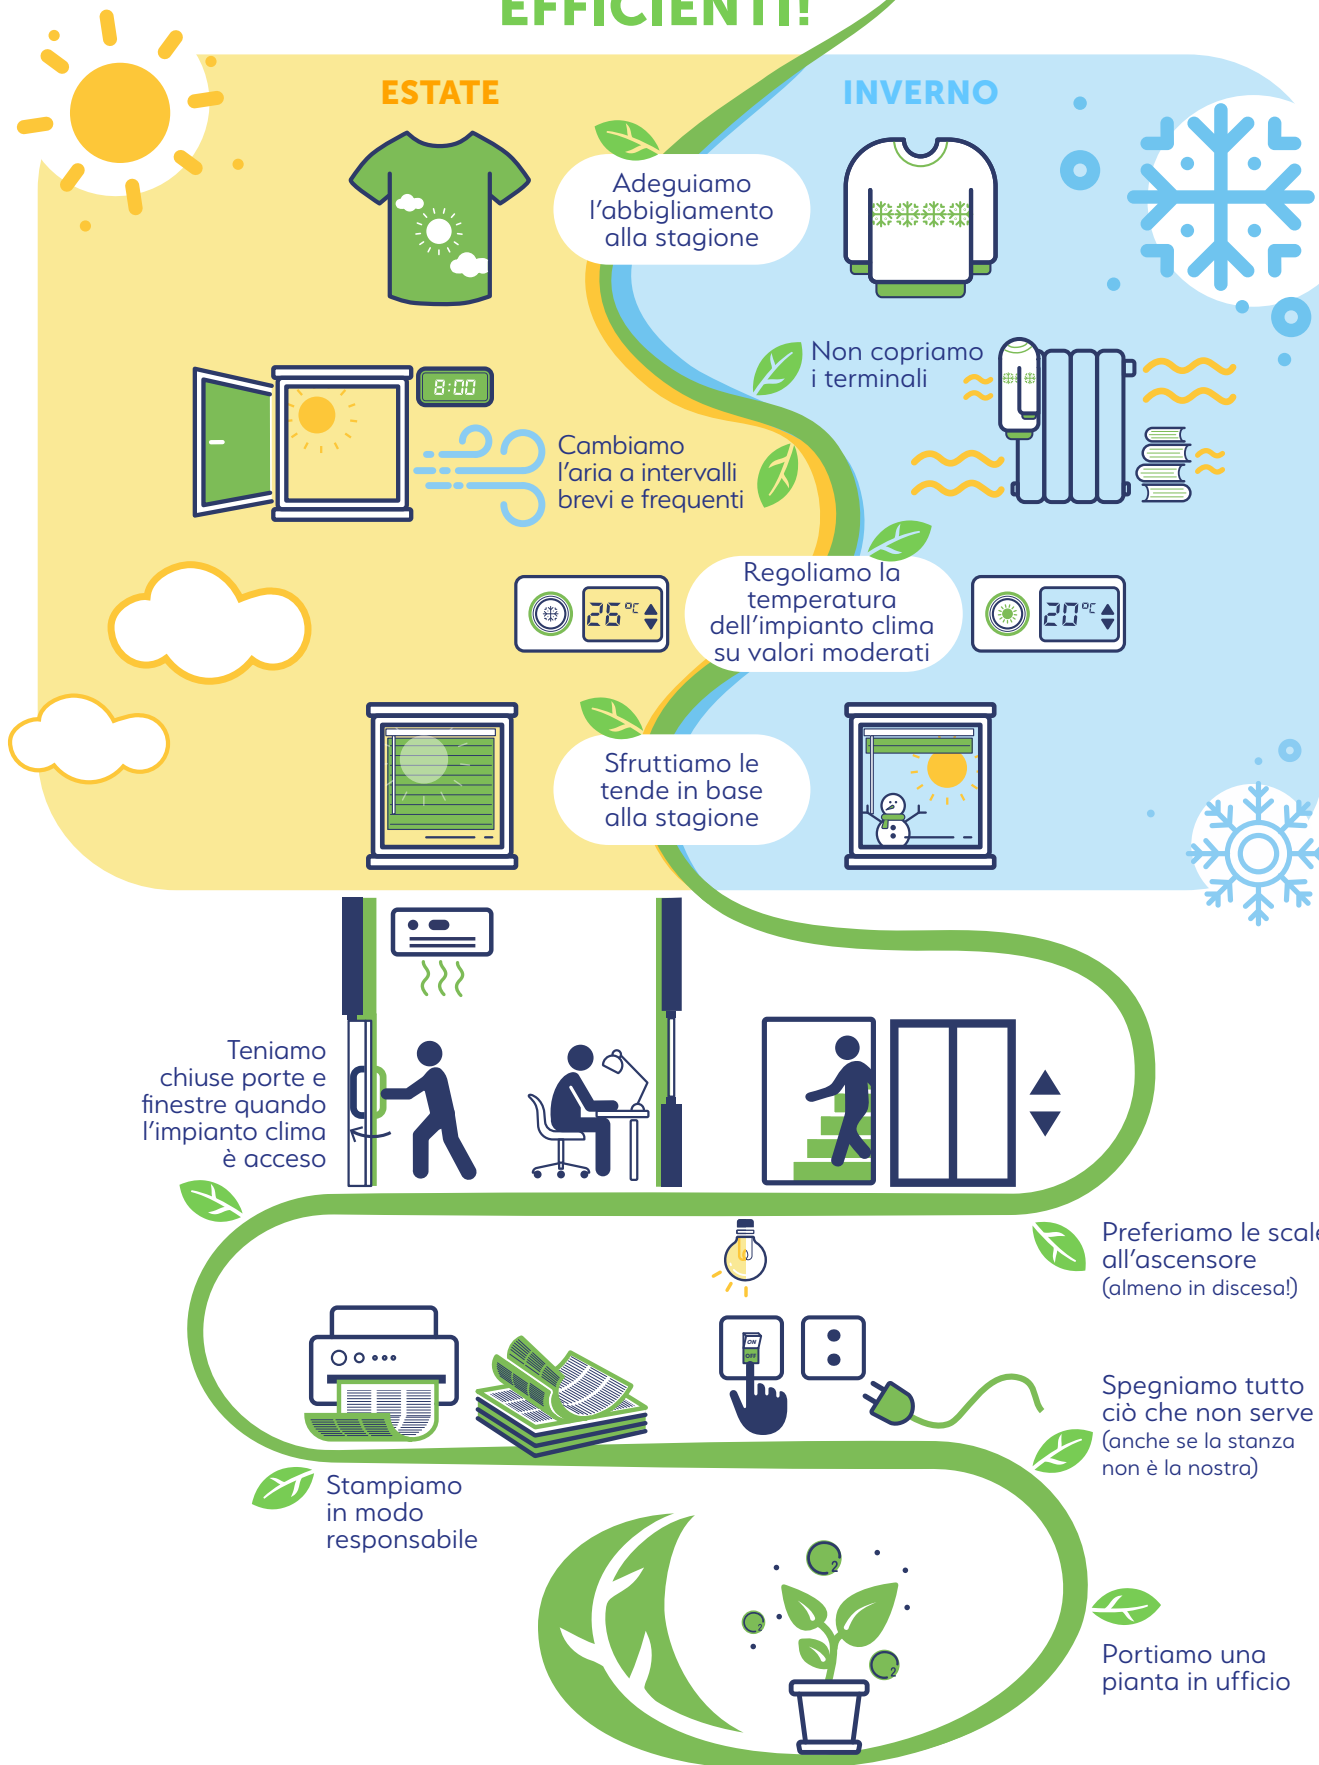 EFFICIENTI!
ESTATE
INVERNO
Adeguiamo
l'abbigliamento
alla stagione
Non copriamo
i terminali
8:00
Cambiamo
l'aria a intervalli
brevi e frequenti
Regoliamo la
temperatura
dell'impianto clima
su valori moderati
26°C
20°C
Sfruttiamo le
tende in base
alla stagione
Teniamo
chiuse porte e
finestre quando
l'impianto clima
è acceso
Preferiamo le scale
all'ascensore
(almeno in discesa!)
ON
OFF
Spegniamo tutto
ciò che non serve
(anche se la stanza
non è la nostra)
Stampiamo
in modo
responsabile
O2
O2
O2
Portiamo una
pianta in ufficio